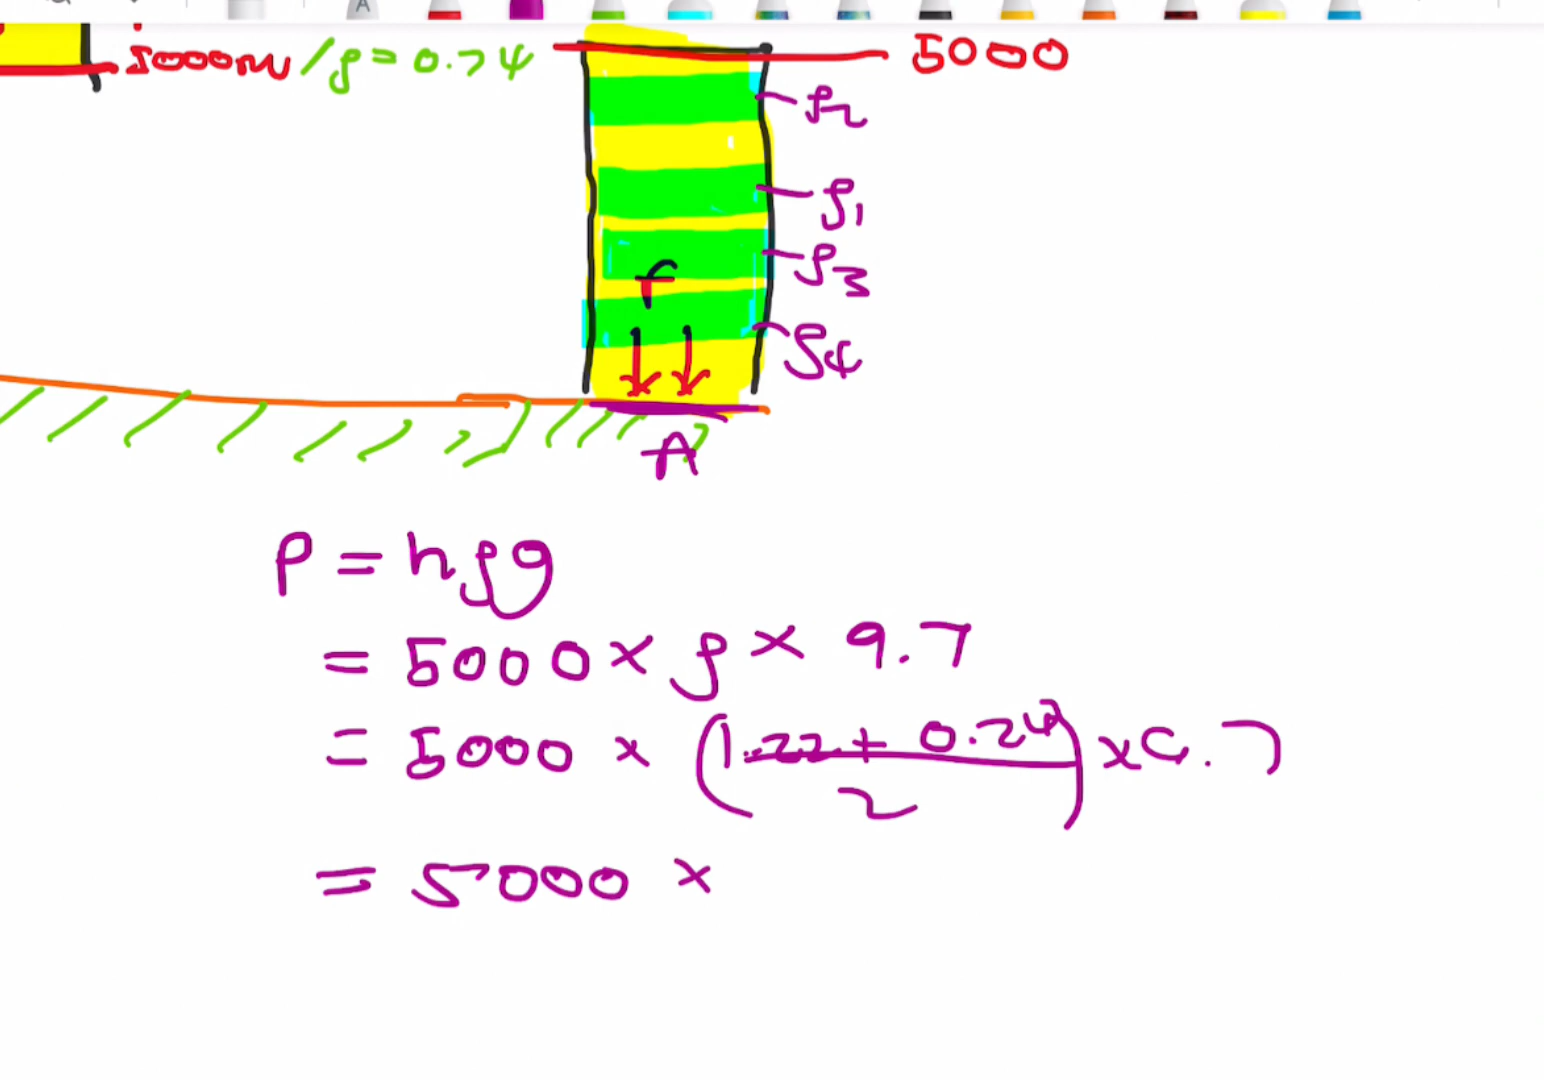 5000m /ρ=0.74
5000
ρ2
ρ1
ρ3
F
ρ4
A
P = hρg
= 5000 × ρ × 9.7
= 5000 × (1.22 + 0.24 / 2) × 9.7
= 5000 ×